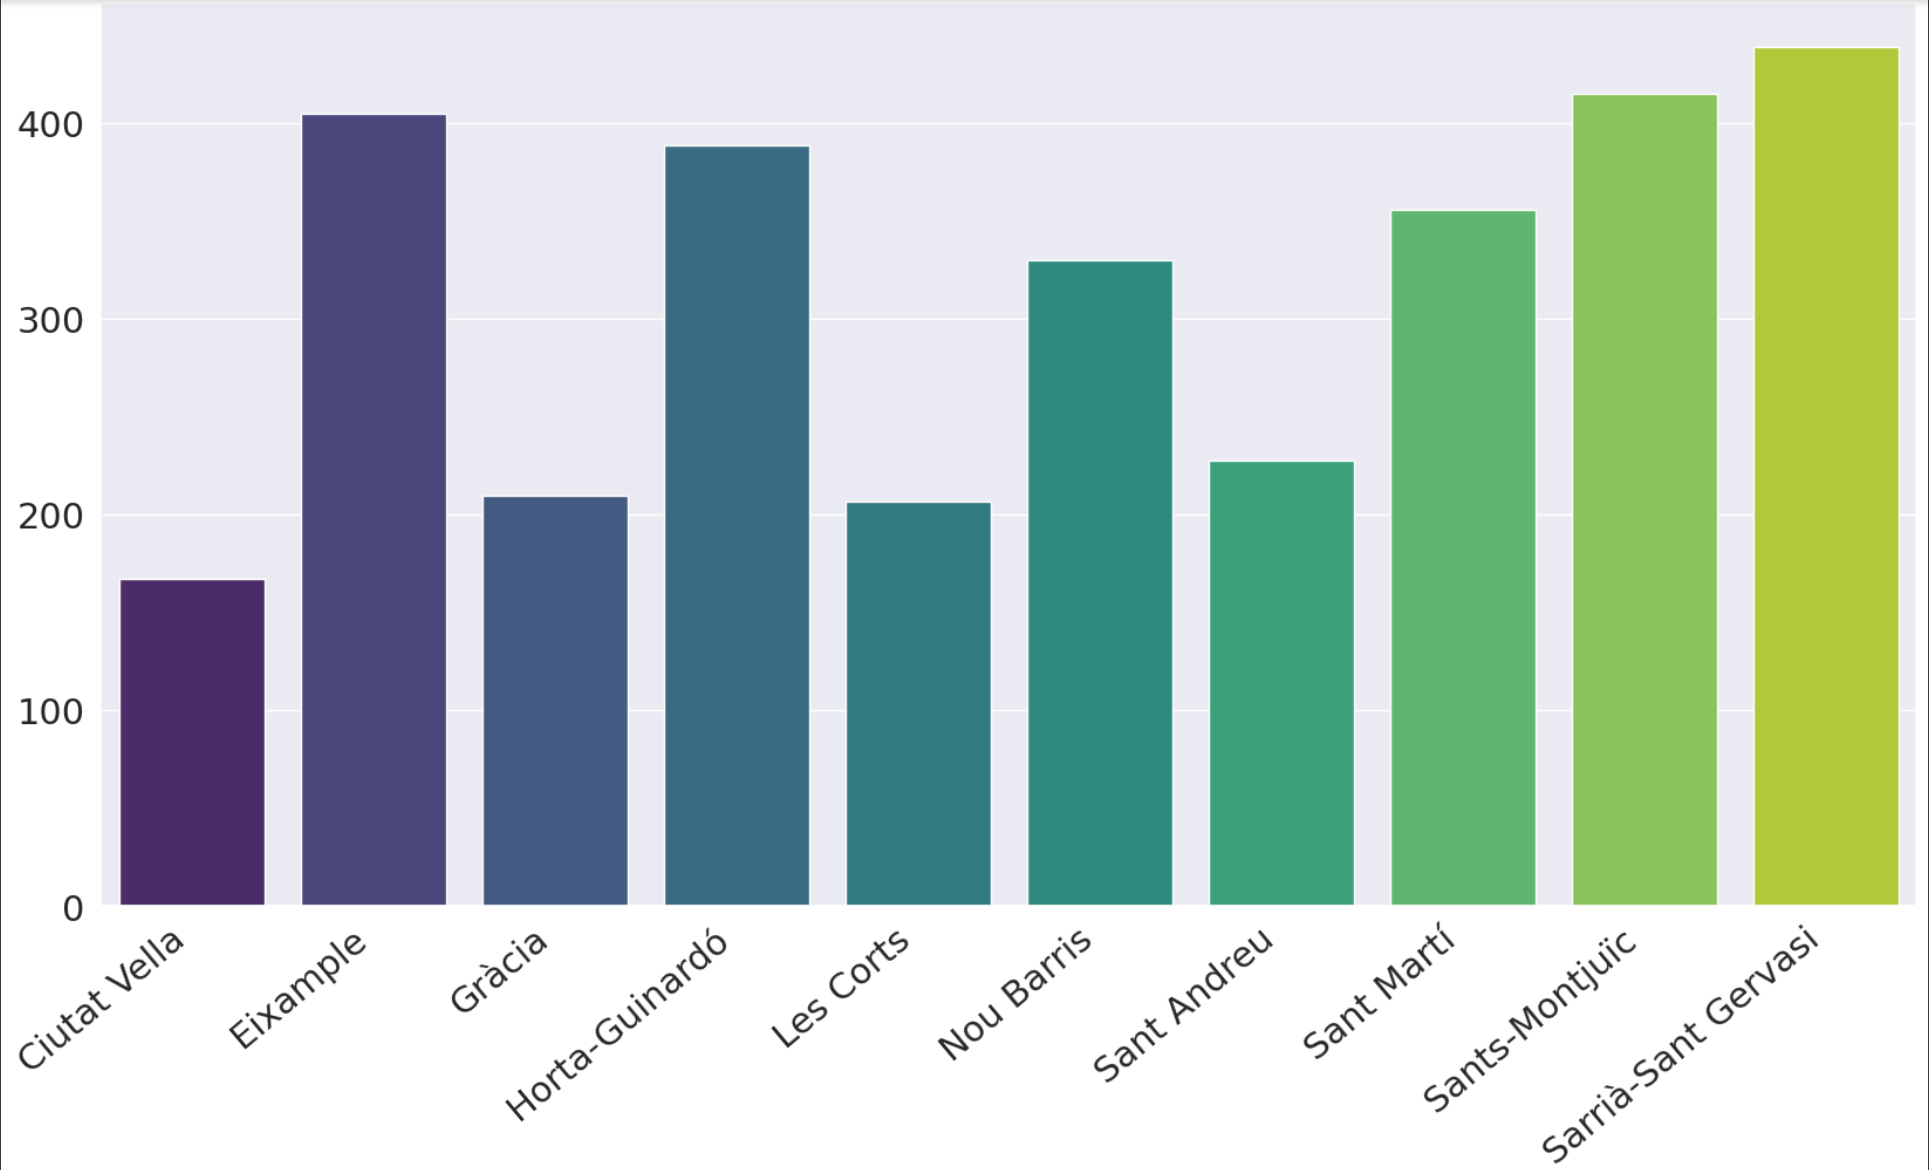 400
300
200
100
0
Ciutat Vella
Eixample
Gràcia
Horta-Guinardó
Les Corts
Nou Barris
Sant Andreu
Sant Martí
Sants-Montjuïc
Sarrià-Sant Gervasi